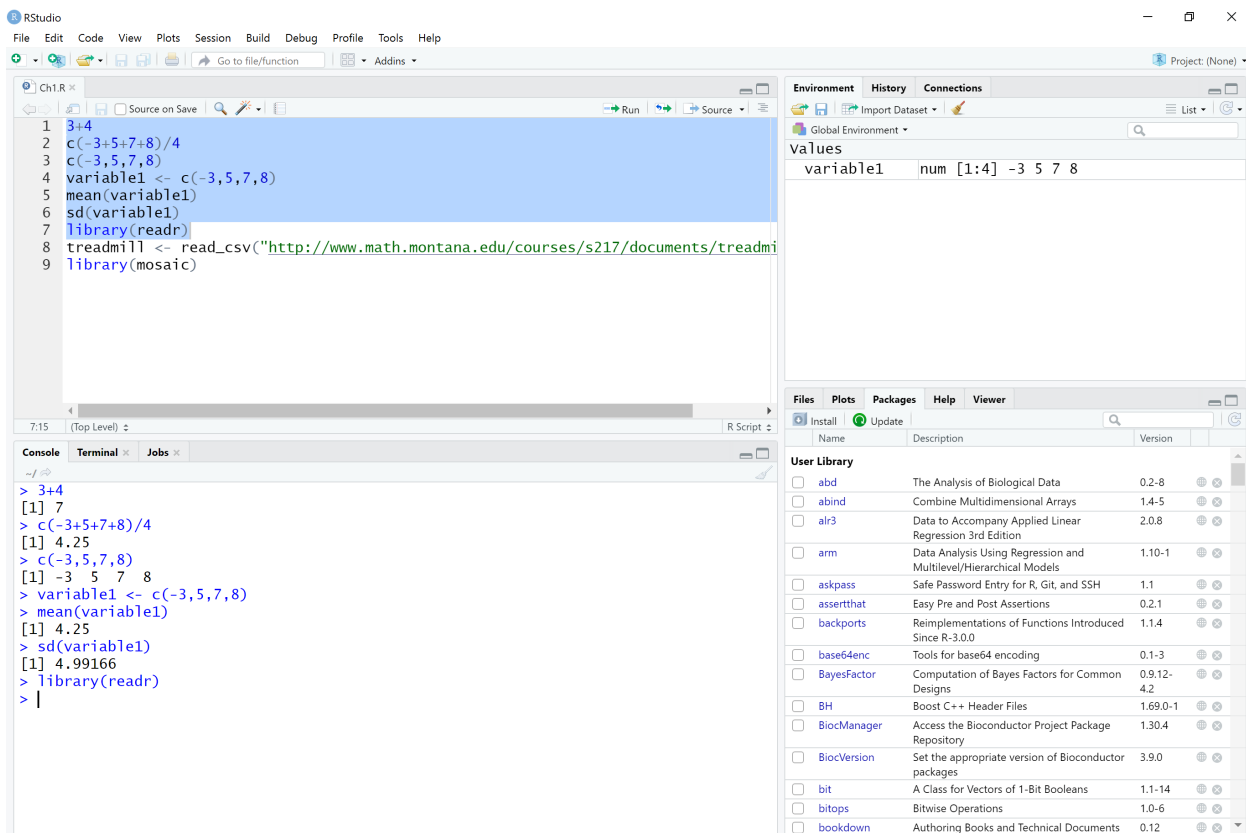 RStudio
File Edit Code View Plots Session Build Debug Profile Tools Help
Go to file/function Addins Project: (None)
Ch1.R
Source on Save Run Source
1 3+4
2 c(-3+5+7+8)/4
3 c(-3,5,7,8)
4 variable1 <- c(-3,5,7,8)
5 mean(variable1)
6 sd(variable1)
7 library(readr)
8 treadmill <- read_csv("http://www.math.montana.edu/courses/s217/documents/treadmi
9 library(mosaic)
7:15 (Top Level) R Script
Console Terminal Jobs
~/
> 3+4
[1] 7
> c(-3+5+7+8)/4
[1] 4.25
> c(-3,5,7,8)
[1] -3 5 7 8
> variable1 <- c(-3,5,7,8)
> mean(variable1)
[1] 4.25
> sd(variable1)
[1] 4.99166
> library(readr)
>
Environment History Connections
Import Dataset List
Global Environment
Values
variable1 num [1:4] -3 5 7 8
Files Plots Packages Help Viewer
Install Update
Name Description Version
User Library
abd The Analysis of Biological Data 0.2-8
abind Combine Multidimensional Arrays 1.4-5
alr3 Data to Accompany Applied Linear 2.0.8
Regression 3rd Edition
arm Data Analysis Using Regression and 1.10-1
Multilevel/Hierarchical Models
askpass Safe Password Entry for R, Git, and SSH 1.1
assertthat Easy Pre and Post Assertions 0.2.1
backports Reimplementations of Functions Introduced 1.1.4
Since R-3.0.0
base64enc Tools for base64 encoding 0.1-3
BayesFactor Computation of Bayes Factors for Common 0.9.12-
Designs 4.2
BH Boost C++ Header Files 1.69.0-1
BiocManager Access the Bioconductor Project Package 1.30.4
Repository
BiocVersion Set the appropriate version of Bioconductor 3.9.0
packages
bit A Class for Vectors of 1-Bit Booleans 1.1-14
bitops Bitwise Operations 1.0-6
bookdown Authoring Books and Technical Documents 0.12